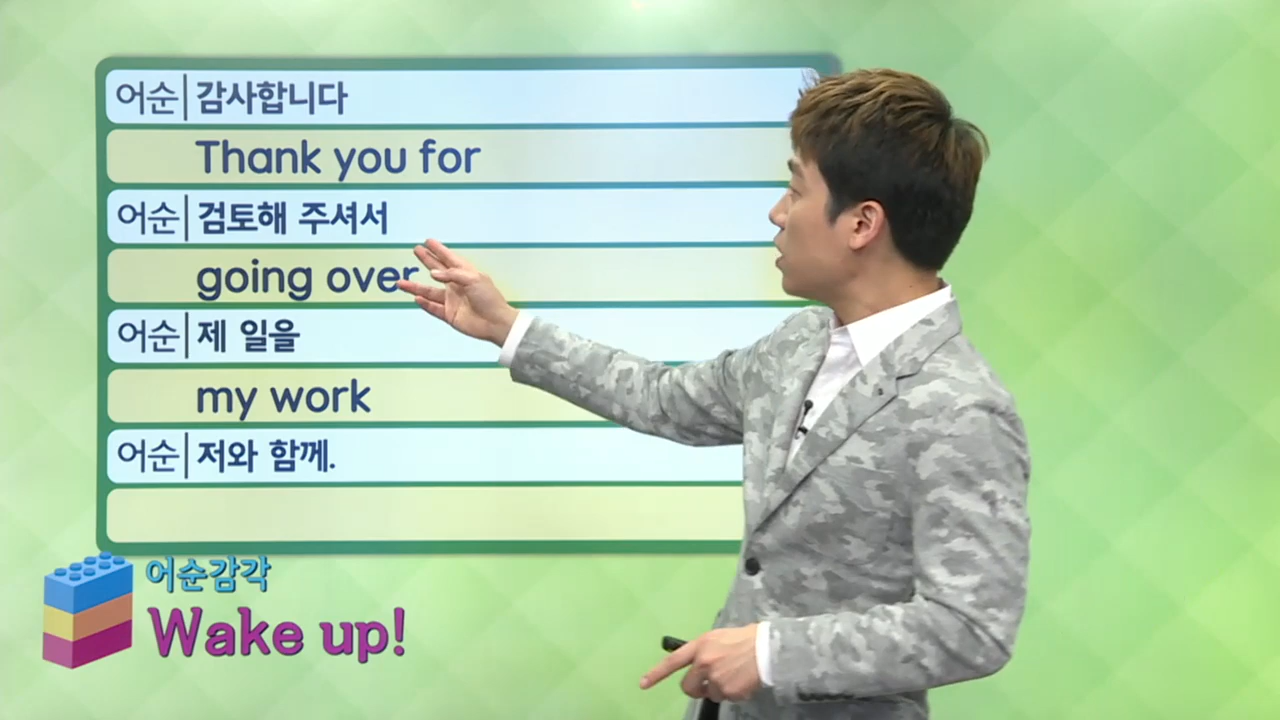 어순 감사합니다
Thank you for
어순 검토해 주셔서
going over
어순 제 일을
my work
어순 저와 함께.
어순감각
Wake up!